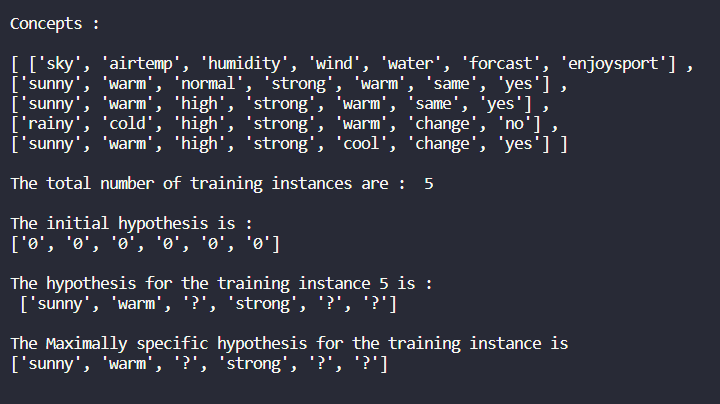 Concepts :
[ ['sky', 'airtemp', 'humidity', 'wind', 'water', 'forcast', 'enjoysport'] ,
['sunny', 'warm', 'normal', 'strong', 'warm', 'same', 'yes'] ,
['sunny', 'warm', 'high', 'strong', 'warm', 'same', 'yes'] ,
['rainy', 'cold', 'high', 'strong', 'warm', 'change', 'no'] ,
['sunny', 'warm', 'high', 'strong', 'cool', 'change', 'yes'] ]
The total number of training instances are :  5
The initial hypothesis is :
['0', '0', '0', '0', '0', '0']
The hypothesis for the training instance 5 is :
 ['sunny', 'warm', '?', 'strong', '?', '?']
The Maximally specific hypothesis for the training instance is
['sunny', 'warm', '?', 'strong', '?', '?']